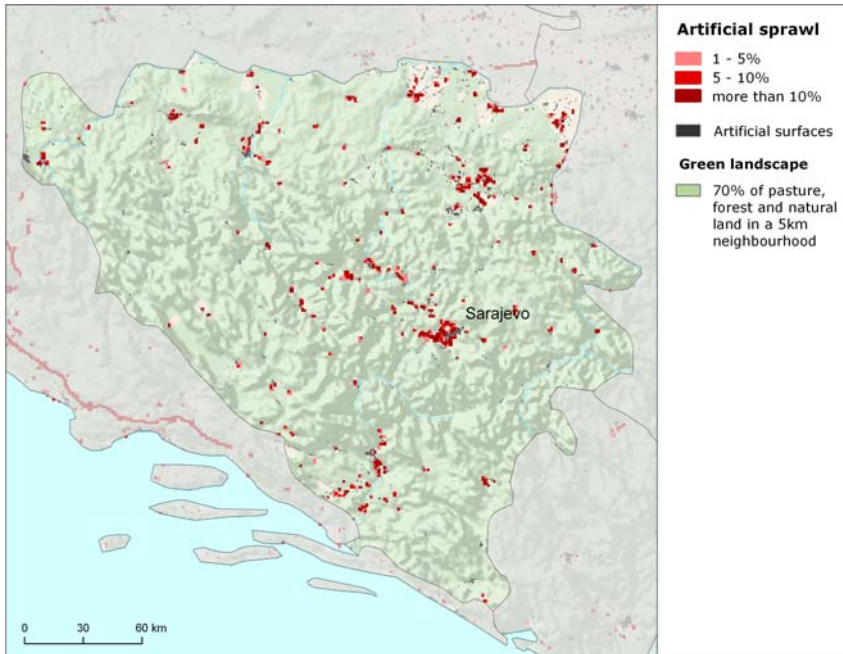 Artificial sprawl
1 - 5%
5 - 10%
more than 10%
Artificial surfaces
Green landscape
70% of pasture,
forest and natural
land in a 5km
neighbourhood
Sarajevo
0 30 60 km